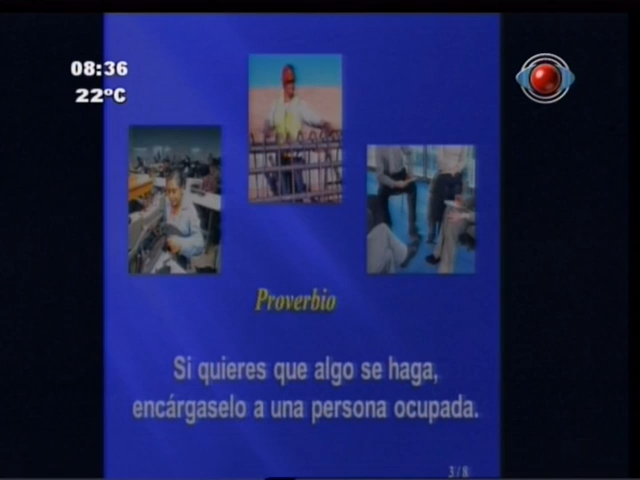 08:36
22ºC
Proverbio
Si quieres que algo se haga,
encárgaselo a una persona ocupada.
3/8